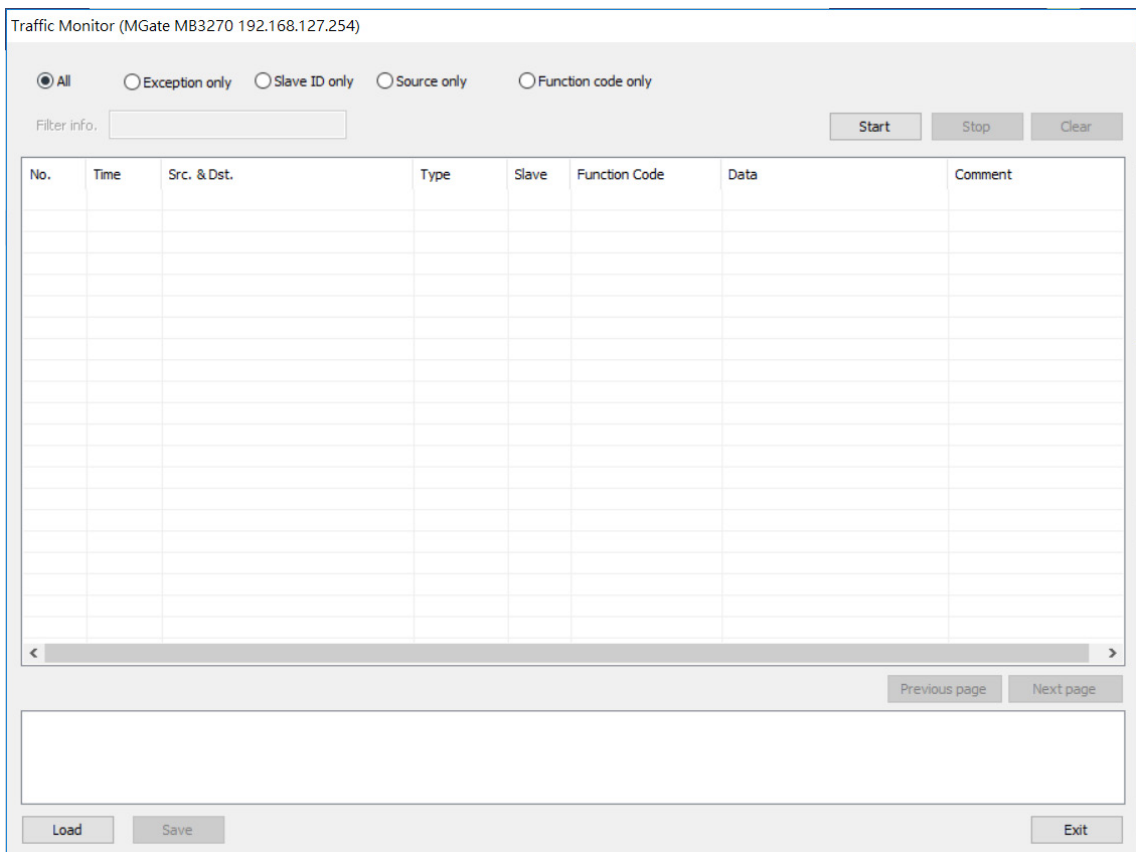 Traffic Monitor (MGate MB3270 192.168.127.254)
All Exception only Slave ID only Source only Function code only
Filter info. Start Stop Clear
No. Time Src. & Dst. Type Slave Function Code Data Comment
Previous page Next page
Load Save Exit